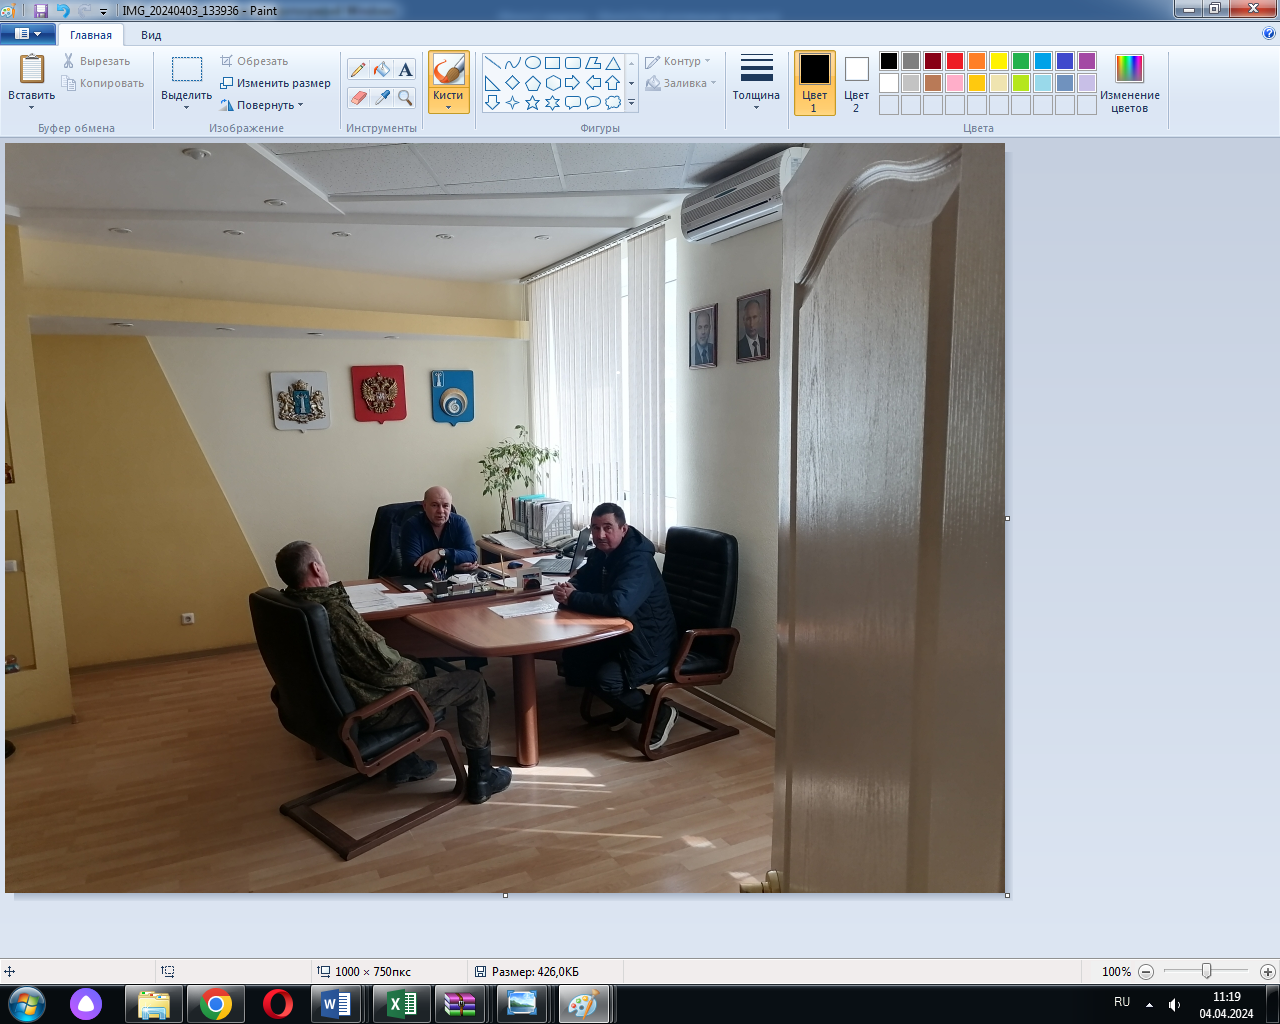 IMG_20240403_133936 - Paint
Главная
Вид
Вставить
Вырезать
Копировать
Буфер обмена
Выделить
Обрезать
Изменить размер
Повернуть
Изображение
A
Инструменты
Кисти
Контур
Заливка
Фигуры
Толщина
Цвет
1
Цвет
2
Изменение
цветов
Цвета
1000 × 750пкс
Размер: 426,0КБ
100%
RU
11:19
04.04.2024